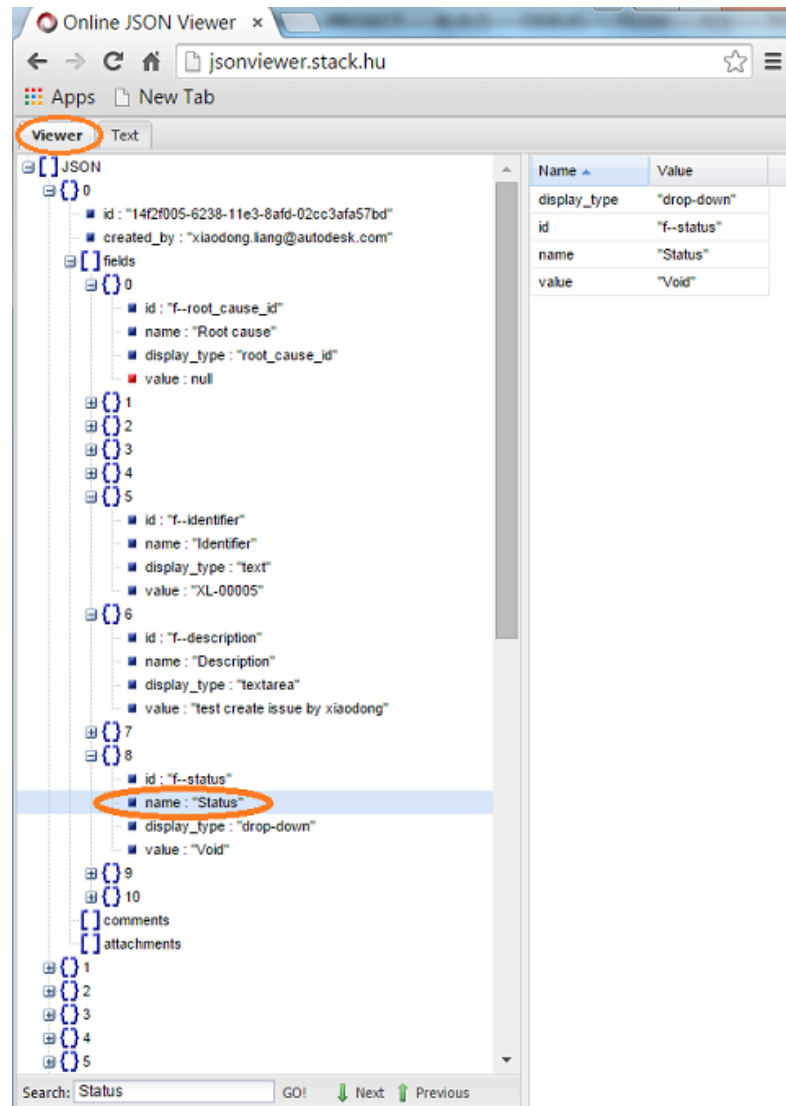 Online JSON Viewer ×
jsonviewer.stack.hu
Apps New Tab
Viewer Text
JSON
0
id : "14f2f005-6238-11e3-8afd-02cc3afa57bd"
created_by : "xiaodong.liang@autodesk.com"
fields
0
id : "f--root_cause_id"
name : "Root cause"
display_type : "root_cause_id"
value : null
1
2
3
4
5
id : "f--identifier"
name : "Identifier"
display_type : "text"
value : "XL-00005"
6
id : "f--description"
name : "Description"
display_type : "textarea"
value : "test create issue by xiaodong"
7
8
id : "f--status"
name : "Status"
display_type : "drop-down"
value : "Void"
9
10
comments
attachments
1
2
3
4
5
Search: Status GO! Next Previous
Name Value
display_type "drop-down"
id "f--status"
name "Status"
value "Void"